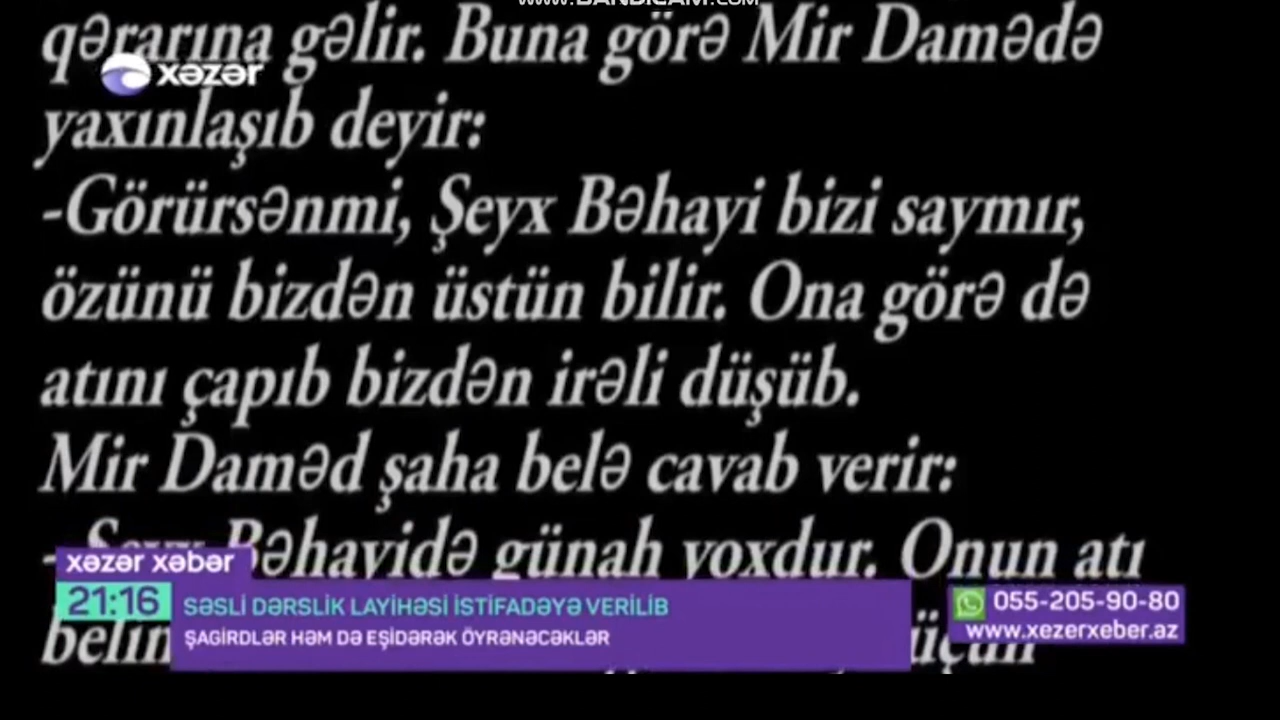 www.BANDICAM.com
qərarına gəlir. Buna görə Mir Damədə
xəzər
yaxınlaşıb deyir:
-Görürsənmi, Şeyx Bəhayi bizi saymır,
özünü bizdən üstün bilir. Ona görə də
atını çapıb bizdən irəli düşüb.
Mir Daməd şaha belə cavab verir:
- Şeyx Bəhayidə günah yoxdur. Onun atı
xəzər xəbər
21:16
SƏSLİ DƏRSLİK LAYİHƏSİ İSTİFADƏYƏ VERİLİB
ŞAGİRDLƏR HƏM DƏ EŞİDƏRƏK ÖYRƏNƏCƏKLƏR
055-205-90-80
www.xezerxeber.az